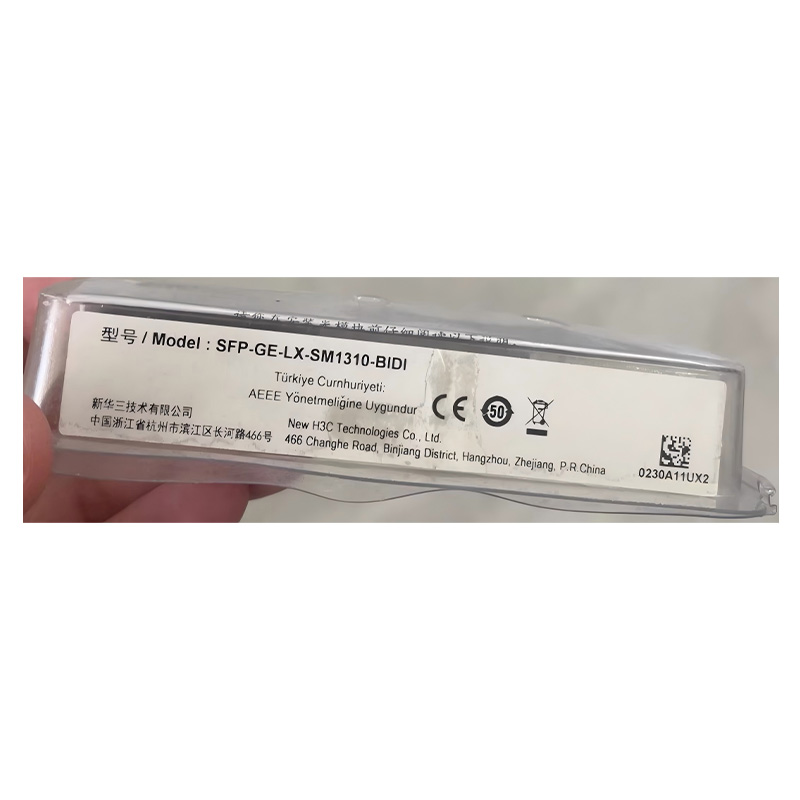 型号 / Model : SFP-GE-LX-SM1310-BIDI
Türkiye Curnhuriyeti:
AEEE Yönetmeliğine Uygundur
50
新华三技术有限公司
中国浙江省杭州市滨江区长河路466号
New H3C Technologies Co., Ltd.
466 Changhe Road, Binjiang District, Hangzhou, Zhejiang, P.R.China
0230A11UX2